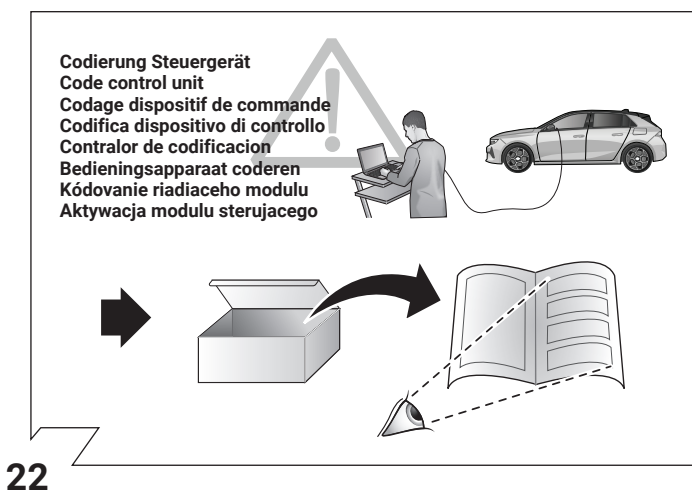 Codierung Steuergerät
Code control unit
Codage dispositif de commande
Codifica dispositivo di controllo
Contralor de codificacion
Bedieningsapparaat coderen
Kódovanie riadiaceho modulu
Aktywacja modulu sterujacego
22